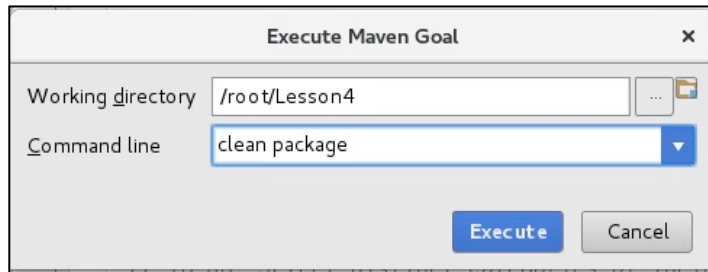 Execute Maven Goal ×
Working directory /root/Lesson4 ...
Command line clean package
Execute Cancel